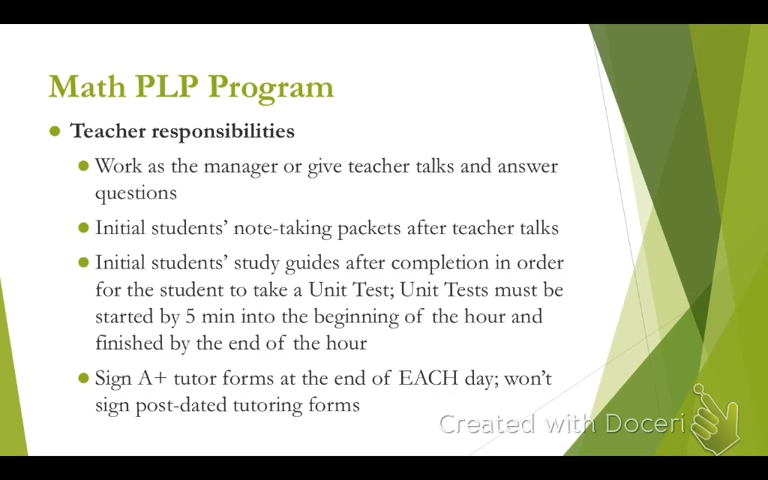 Math PLP Program
Teacher responsibilities
Work as the manager or give teacher talks and answer
questions
Initial students’ note-taking packets after teacher talks
Initial students’ study guides after completion in order
for the student to take a Unit Test; Unit Tests must be
started by 5 min into the beginning of the hour and
finished by the end of the hour
Sign A+ tutor forms at the end of EACH day; won’t
sign post-dated tutoring forms
Created with Doceri